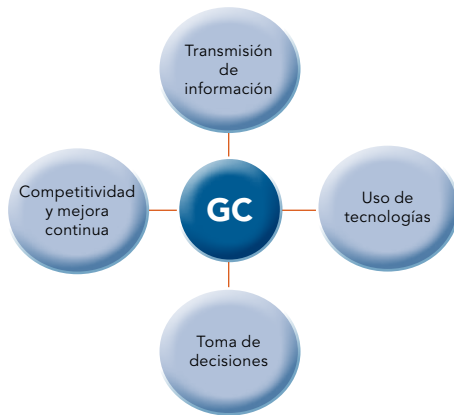 Transmisión
de
información
Competitividad
y mejora
continua
GC
Uso de
tecnologías
Toma de
decisiones